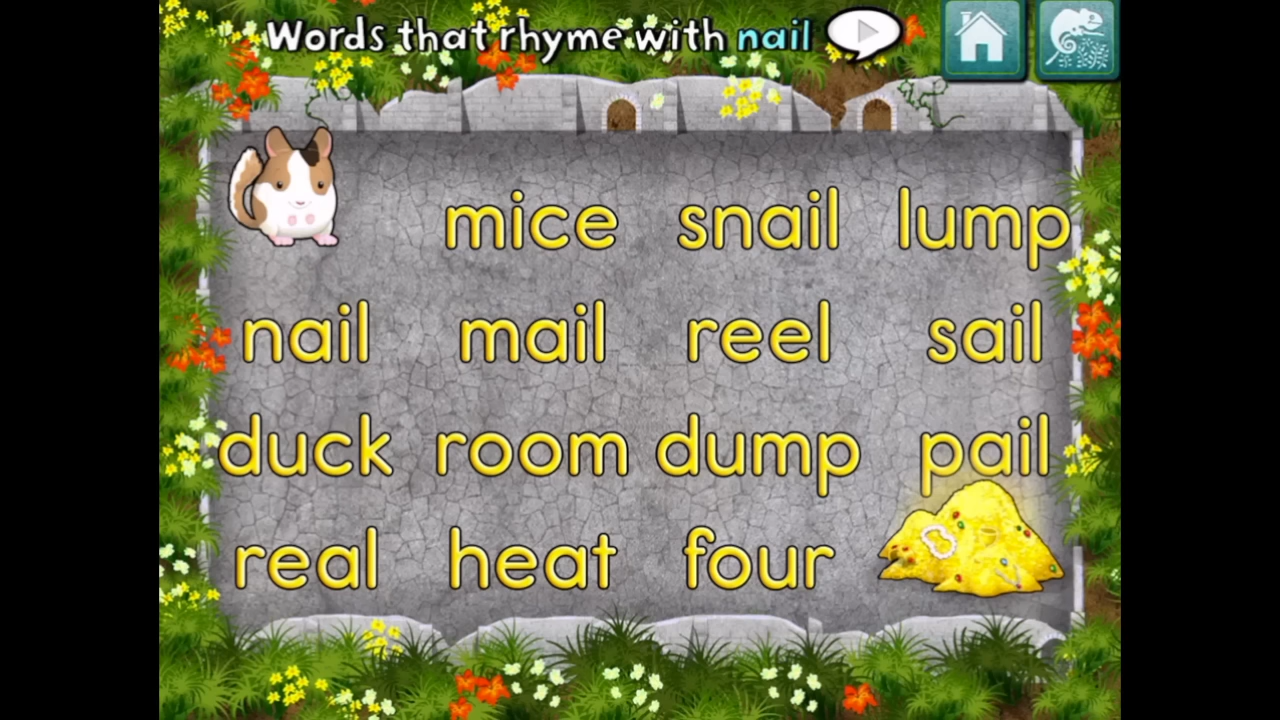 Words that rhyme with nail
mice snail lump
nail mail reel sail
duck room dump pail
real heat four